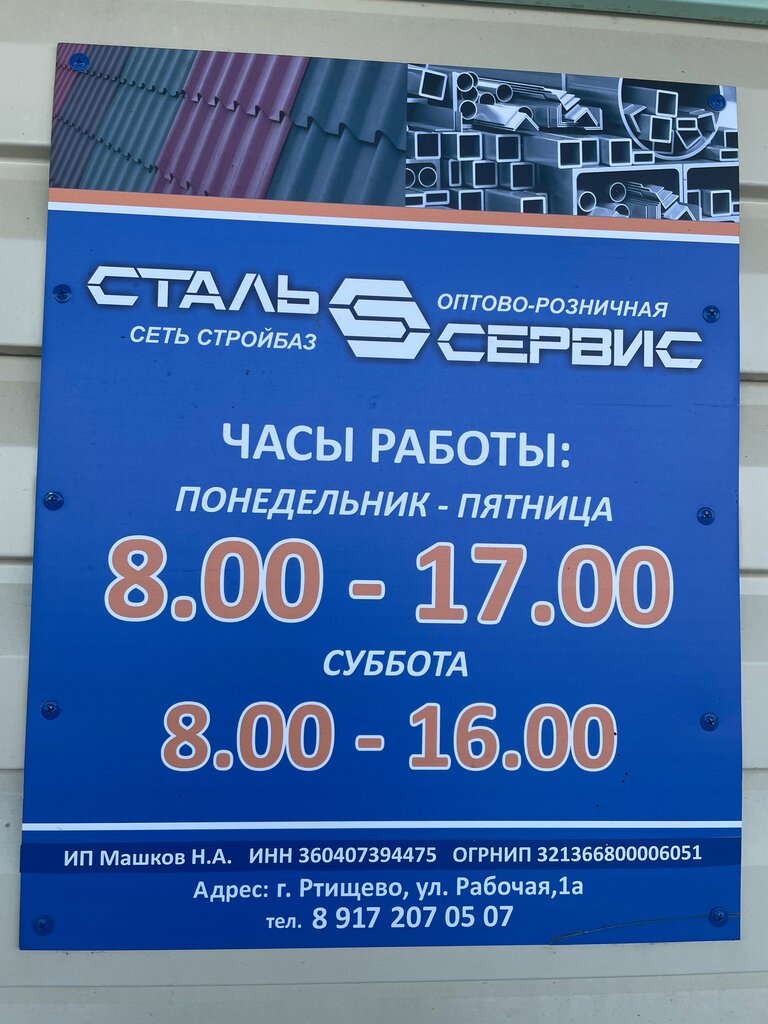 СТАЛЬ S СЕРВИС
СЕТЬ СТРОЙБАЗ
ОПТОВО-РОЗНИЧНАЯ
ЧАСЫ РАБОТЫ:
ПОНЕДЕЛЬНИК - ПЯТНИЦА
8.00 - 17.00
СУББОТА
8.00 - 16.00
ИП Машков Н.А. ИНН 360407394475 ОГРНИП 321366800006051
Адрес: г. Ртищево, ул. Рабочая,1а
тел. 8 917 207 05 07